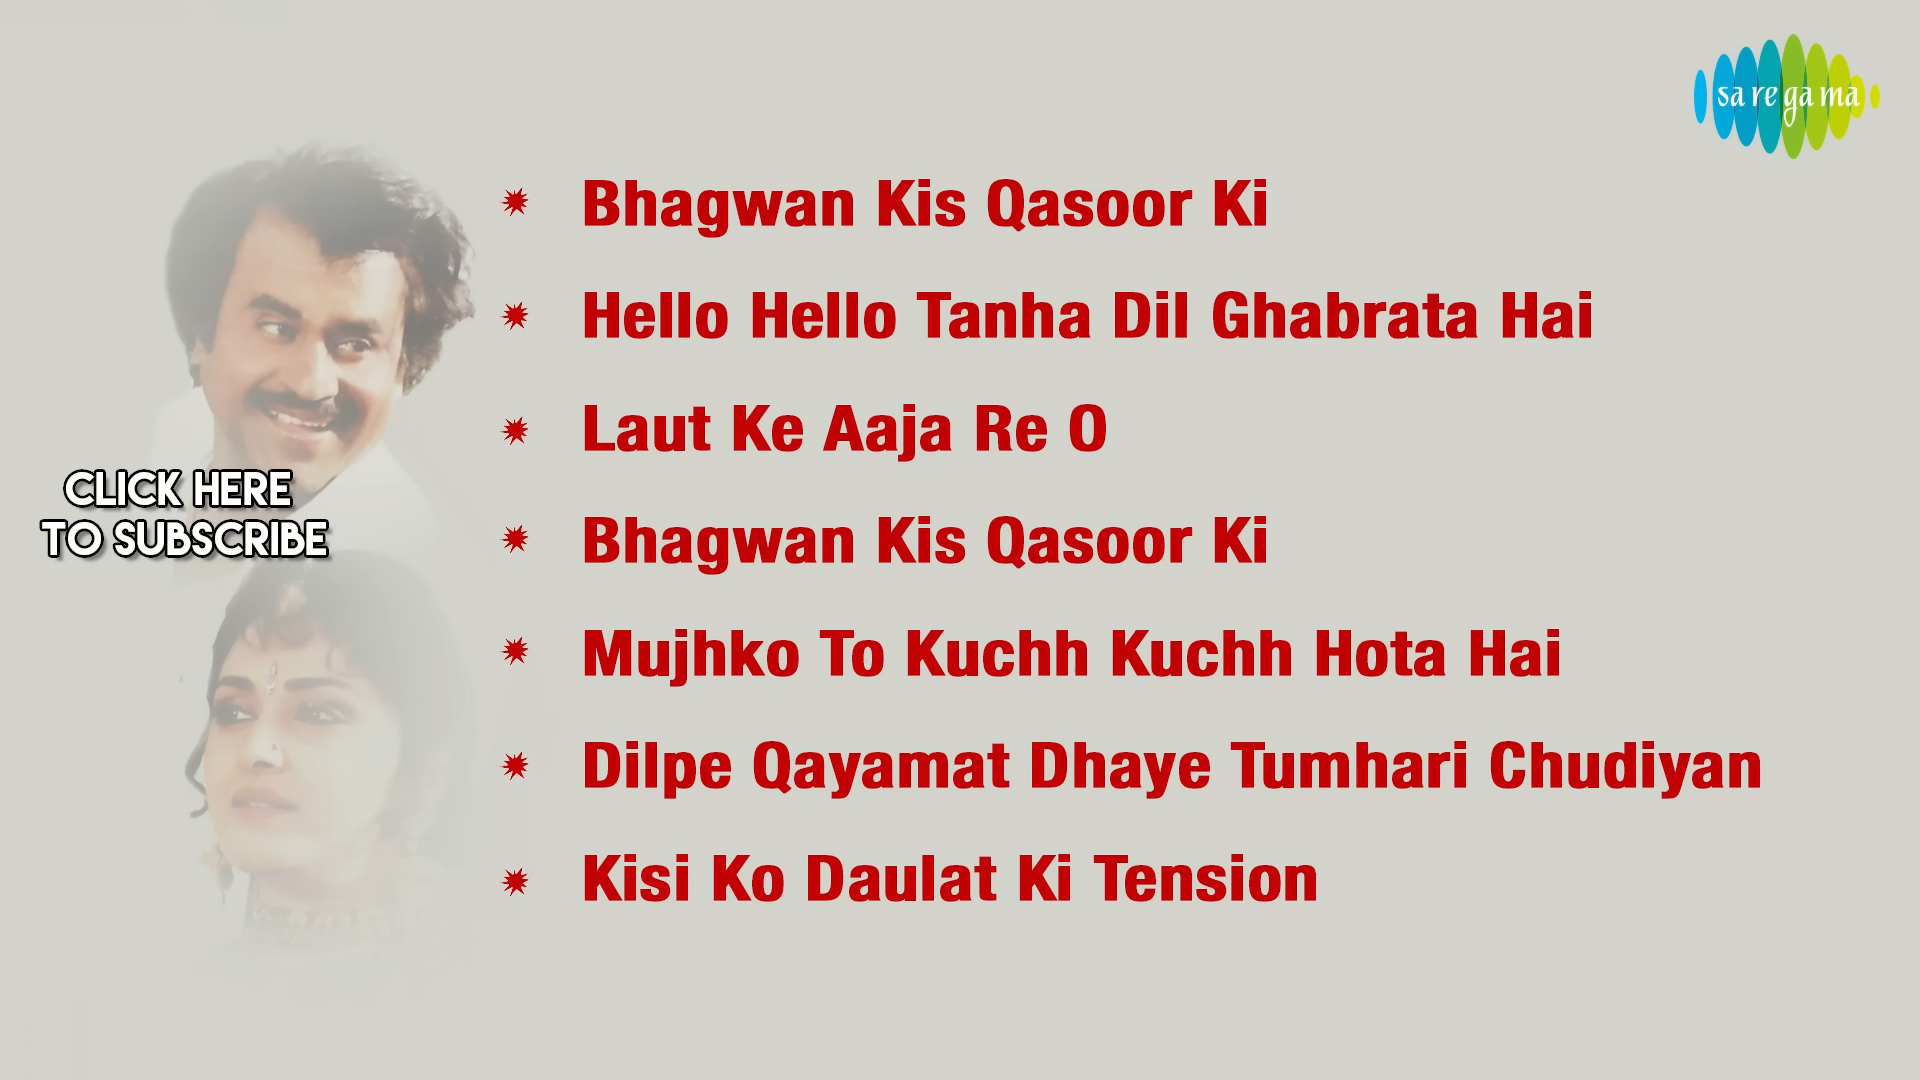 sa re ga ma
Bhagwan Kis Qasoor Ki
Hello Hello Tanha Dil Ghabrata Hai
Laut Ke Aaja Re O
CLICK HERE
TO SUBSCRIBE
Bhagwan Kis Qasoor Ki
Mujhko To Kuchh Kuchh Hota Hai
Dilpe Qayamat Dhaye Tumhari Chudiyan
Kisi Ko Daulat Ki Tension